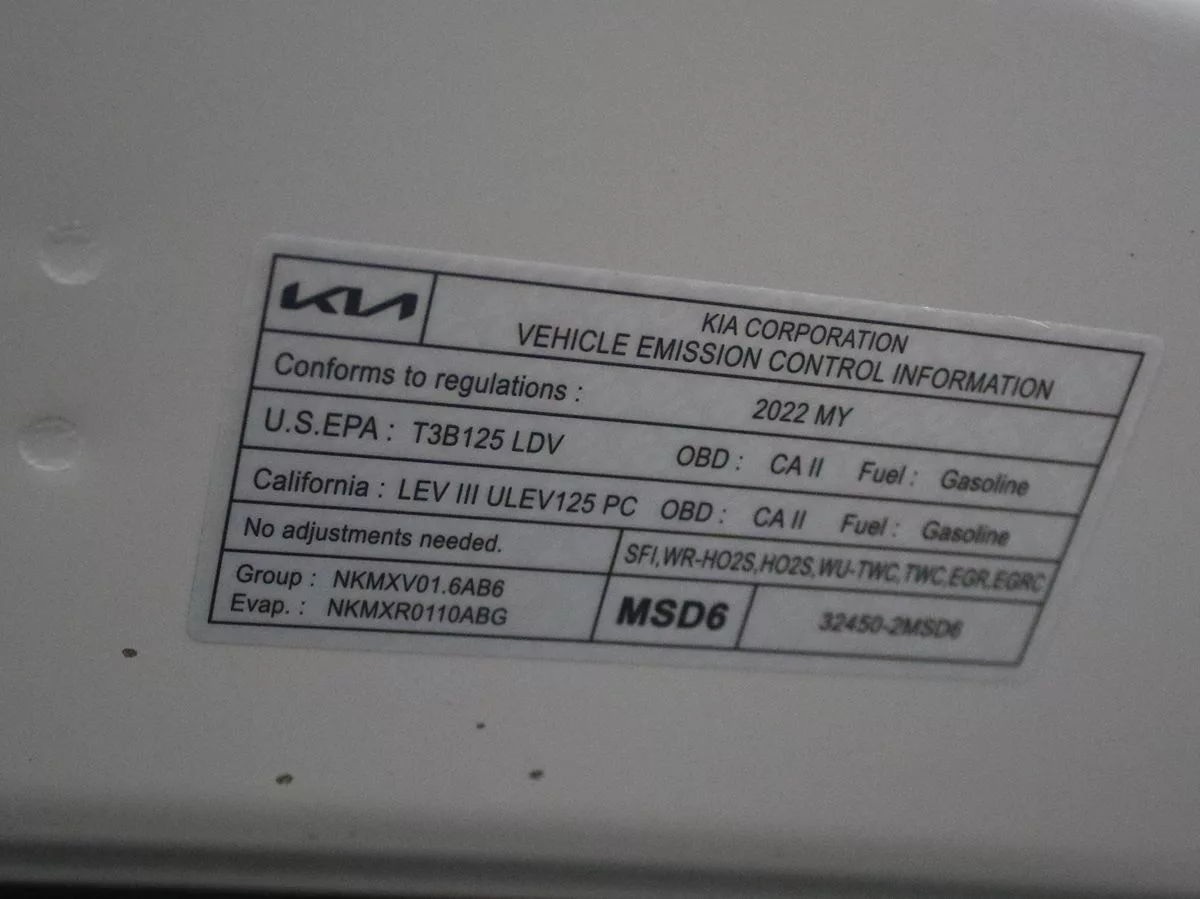 KIA
KIA CORPORATION
VEHICLE EMISSION CONTROL INFORMATION
Conforms to regulations : 2022 MY
U.S.EPA : T3B125 LDV OBD : CA II Fuel : Gasoline
California : LEV III ULEV125 PC OBD : CA II Fuel : Gasoline
No adjustments needed. SFI,WR-HO2S,HO2S,WU-TWC,TWC,EGR,EGRC
Group : NKMXV01.6AB6
Evap. : NKMXR0110ABG
MSD6 32450-2MSD6